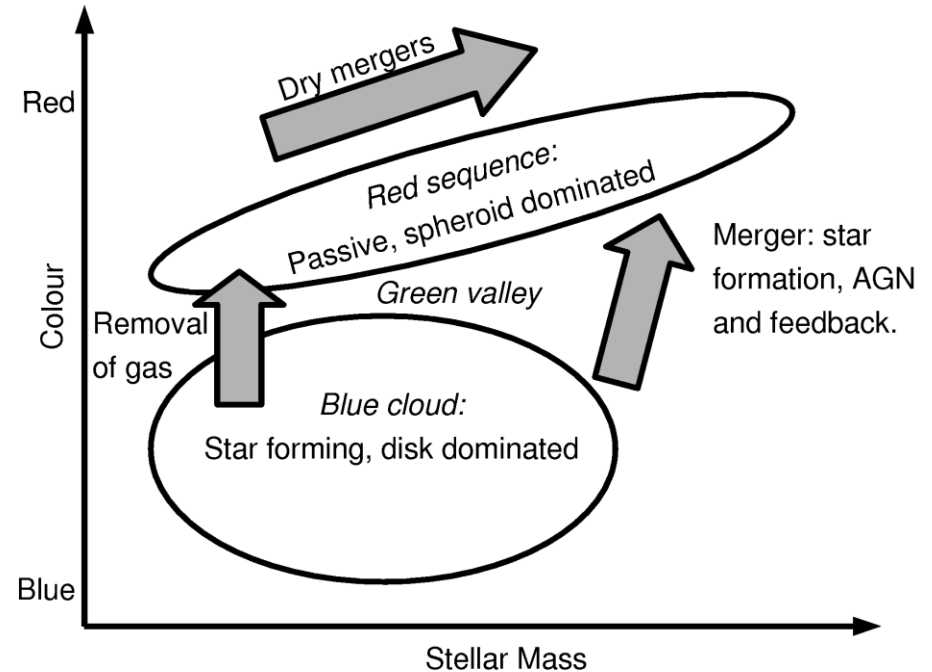 Dry mergers
Red
Red sequence:
Passive, spheroid dominated
Merger: star
formation, AGN
and feedback.
Green valley
Colour
Removal
of gas
Blue cloud:
Star forming, disk dominated
Blue
Stellar Mass